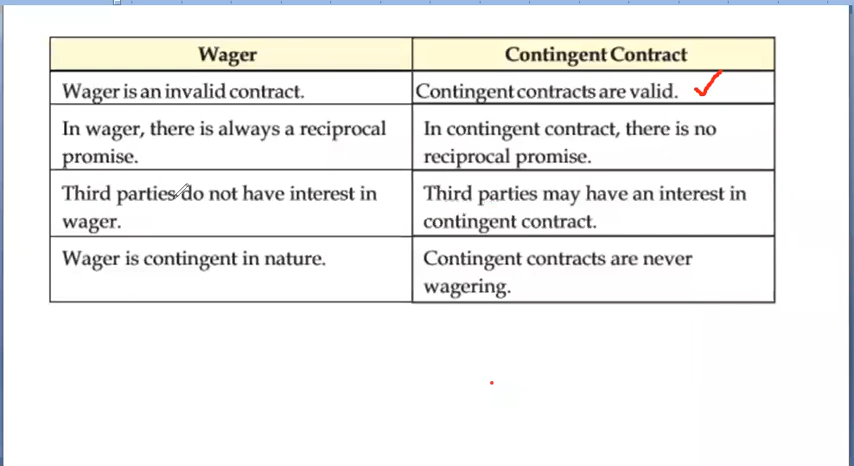 Wager
Contingent Contract
Wager is an invalid contract.
Contingent contracts are valid.
In wager, there is always a reciprocal
promise.
In contingent contract, there is no
reciprocal promise.
Third parties do not have interest in
wager.
Third parties may have an interest in
contingent contract.
Wager is contingent in nature.
Contingent contracts are never
wagering.